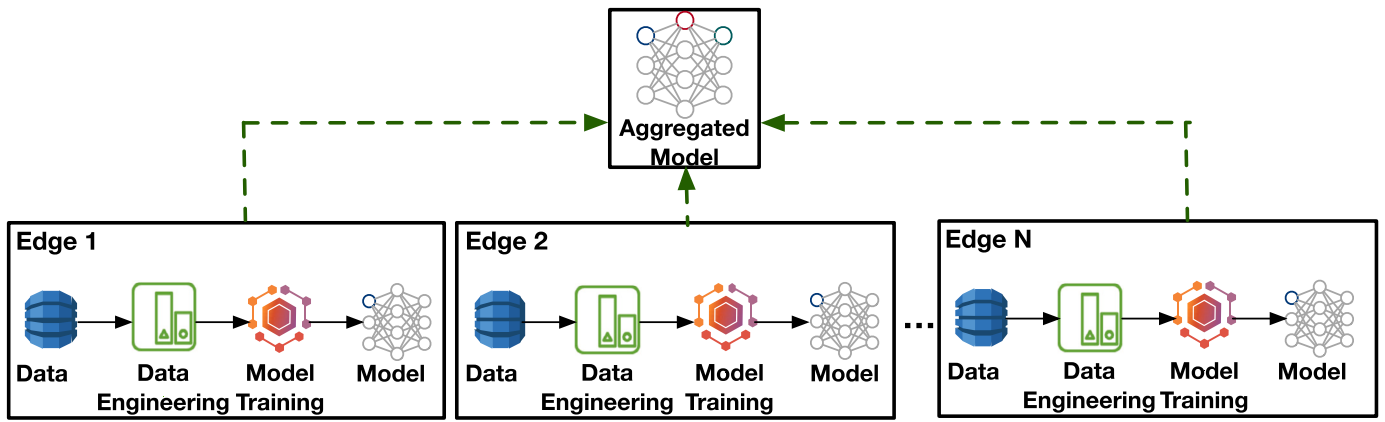 Aggregated
Model
Edge 1
Data Data Model Model
Engineering Training
Edge 2
Data Data Model Model
Engineering Training
...
Edge N
Data Data Model Model
Engineering Training